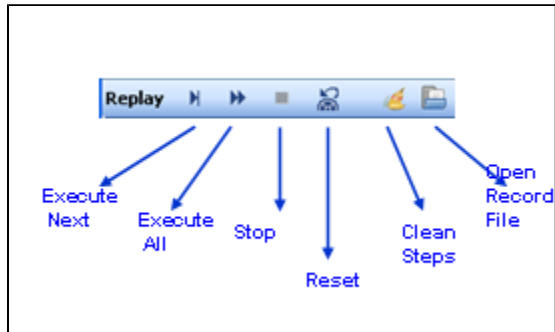 Replay
Execute
Next
Execute
All
Stop
Reset
Clean
Steps
Open
Record
File